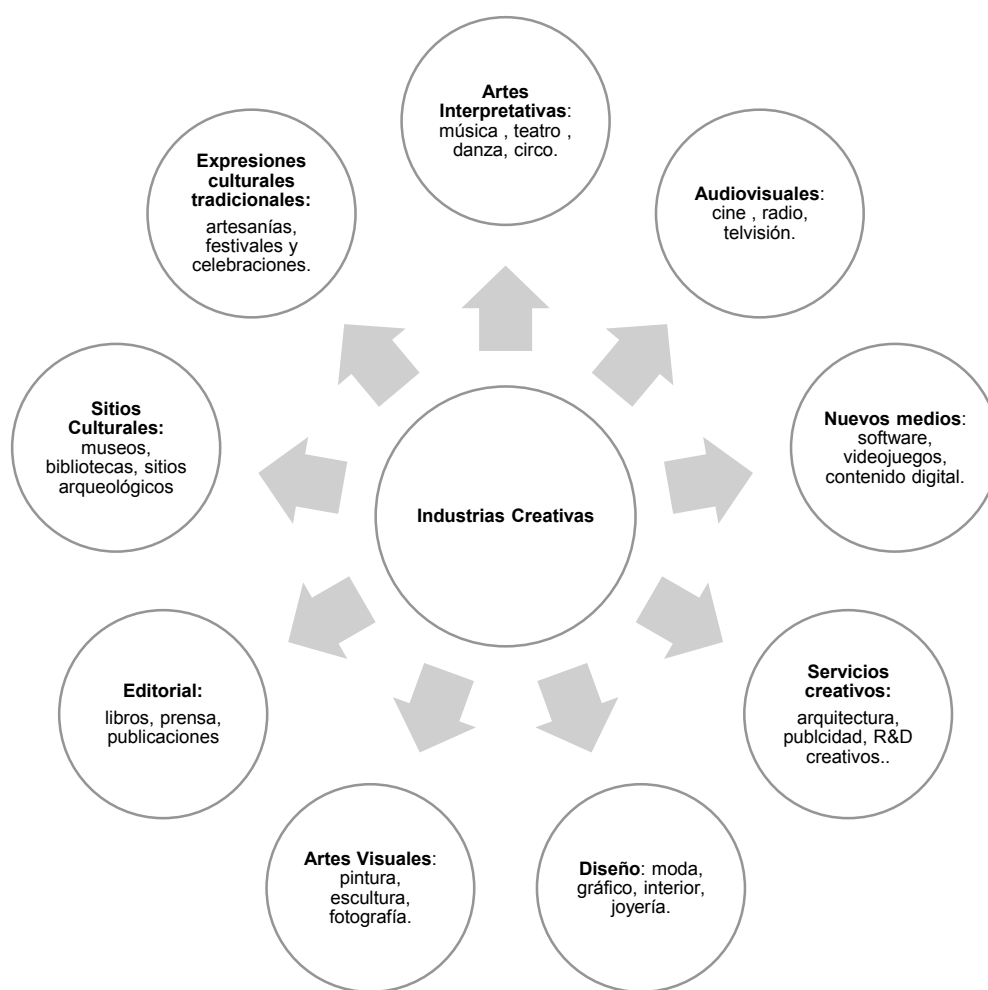 Artes
Interpretativas:
música , teatro ,
danza, circo.
Audiovisuales:
cine , radio,
telvisión.
Nuevos medios:
software,
videojuegos,
contenido digital.
Servicios
creativos:
arquitectura,
publcidad, R&D
creativos..
Diseño: moda,
gráfico, interior,
joyería.
Artes Visuales:
pintura,
escultura,
fotografía.
Editorial:
libros, prensa,
publicaciones
Sitios
Culturales:
museos,
bibliotecas, sitios
arqueológicos
Expresiones
culturales
tradicionales:
artesanías,
festivales y
celebraciones.
Industrias Creativas